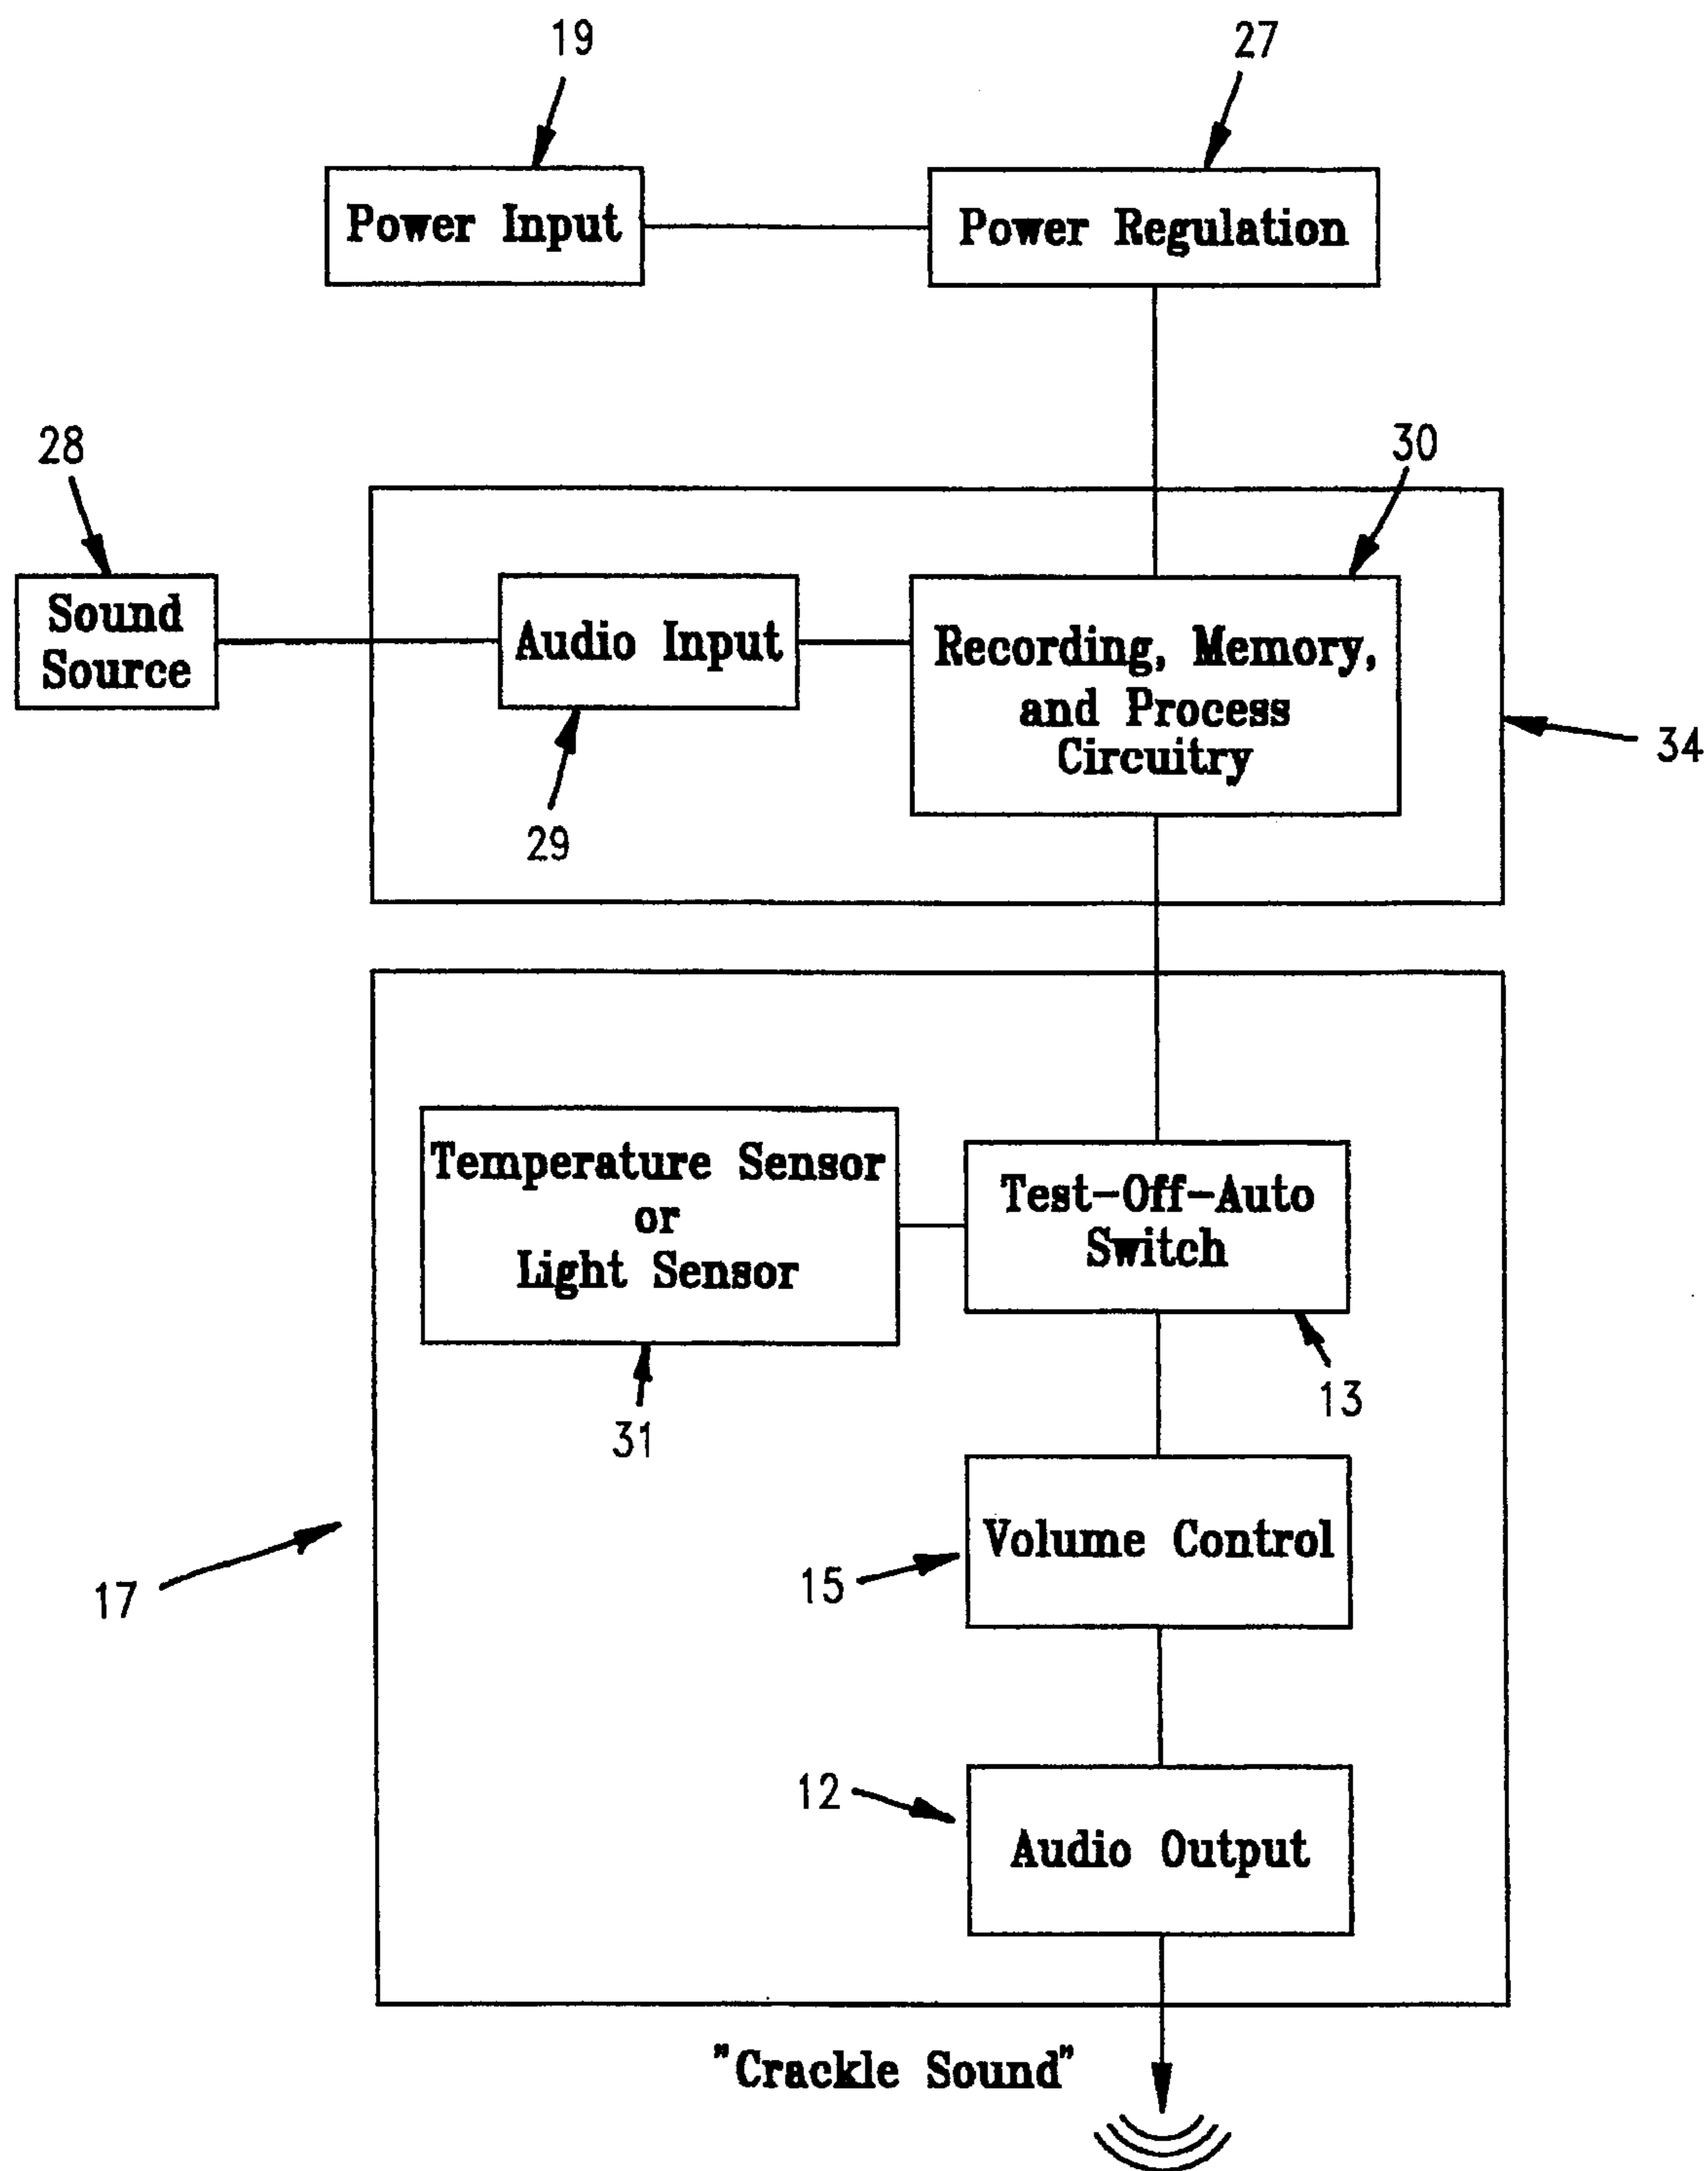 19
27
Power Input
Power Regulation
28
30
Sound
Source
Audio Input
Recording, Memory,
and Process
Circuitry
34
29
Temperature Sensor
or
Light Sensor
Test-Off-Auto
Switch
31
13
Volume Control
15
17
12
Audio Output
"Crackle Sound"